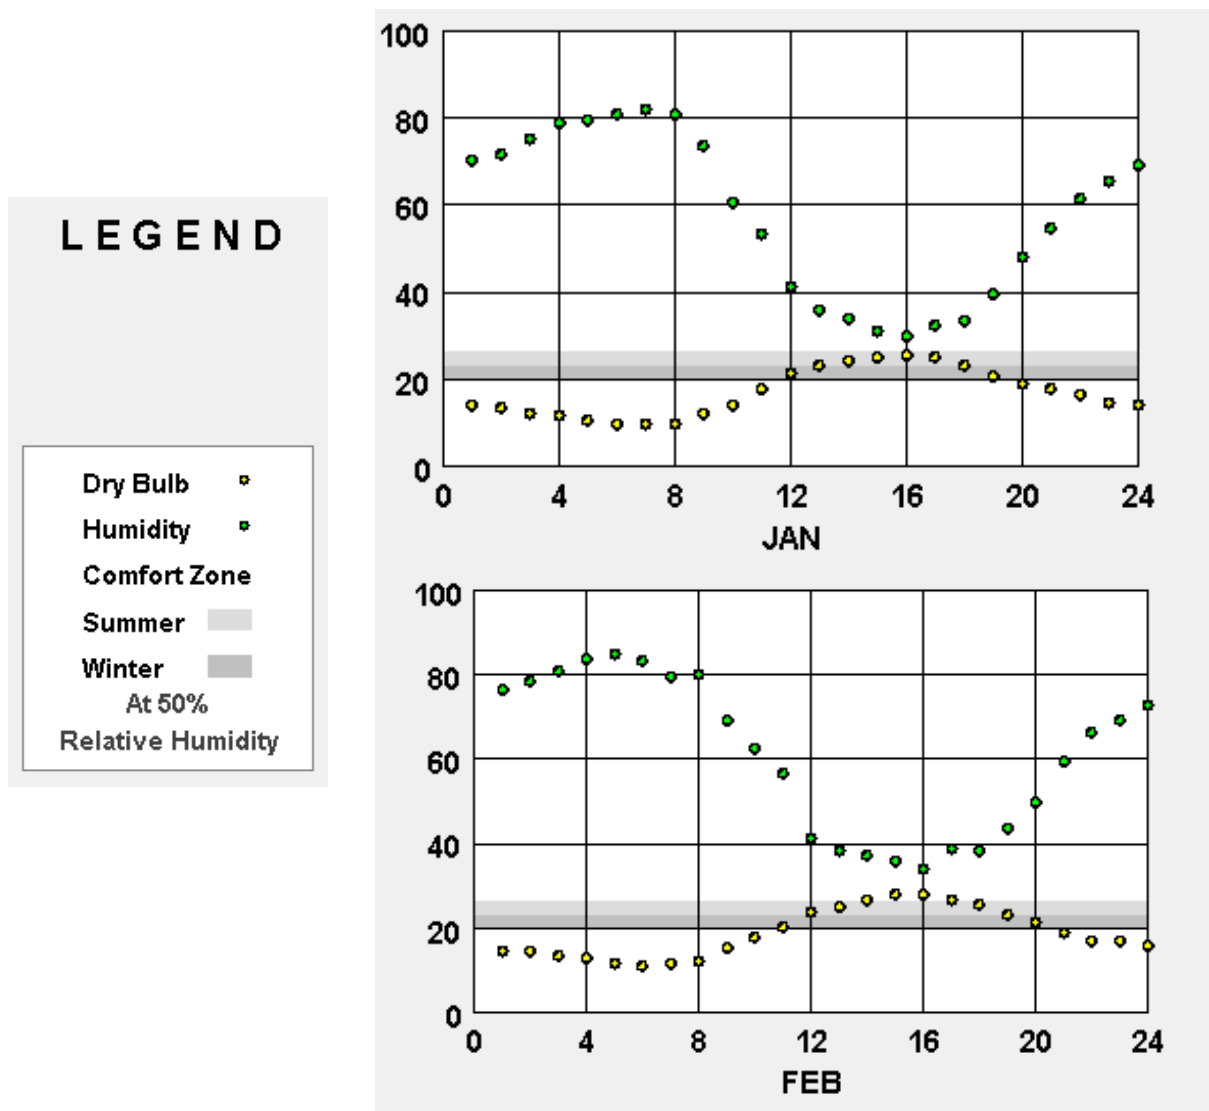 L E G E N D
Dry Bulb
Humidity
Comfort Zone
Summer
Winter
At 50%
Relative Humidity
100
80
60
40
20
0
0 4 8 12 16 20 24
JAN
100
80
60
40
20
0
0 4 8 12 16 20 24
FEB